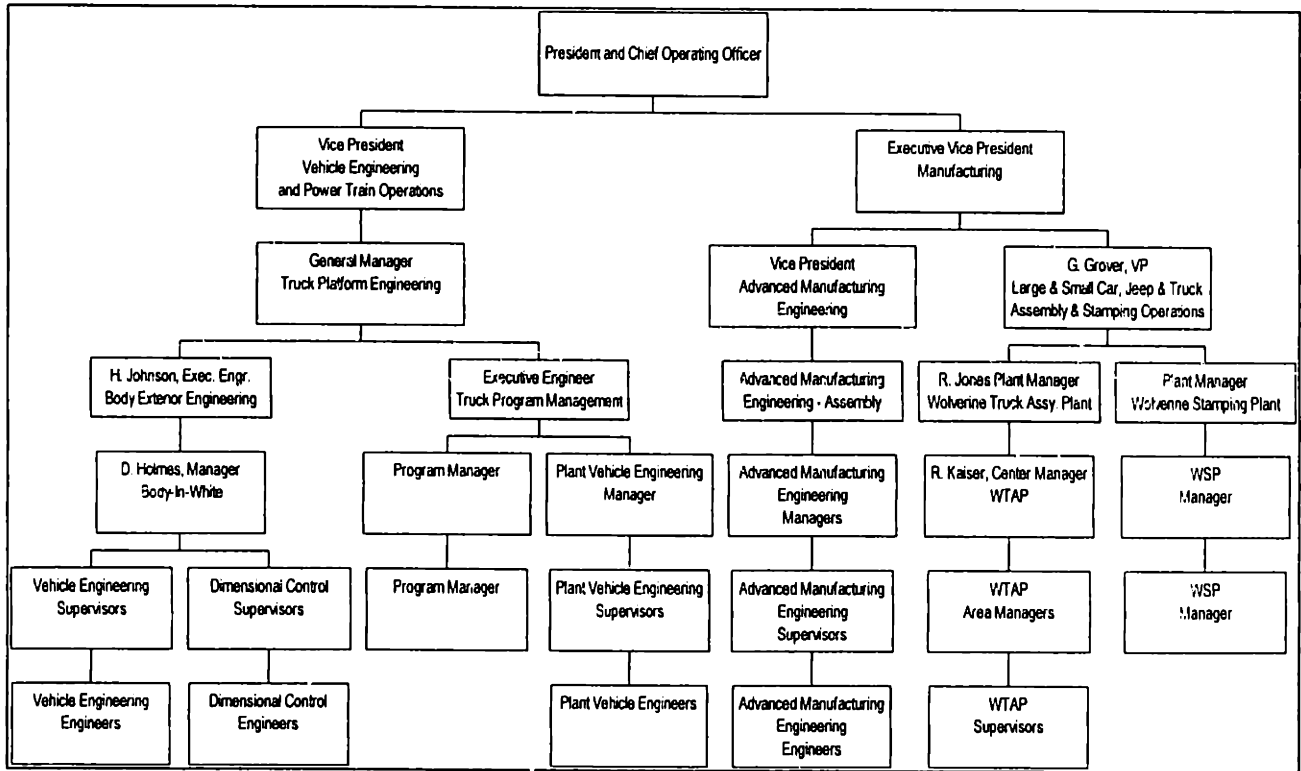 President and Chief Operating Officer
Vice President
Vehicle Engineering
and Power Train Operations
Executive Vice President
Manufacturing
General Manager
Truck Platform Engineering
Vice President
Advanced Manufacturing
Engineering
G. Grover, VP
Large & Small Car, Jeep & Truck
Assembly & Stamping Operations
H. Johnson, Exec. Engr.
Body Exterior Engineering
Executive Engineer
Truck Program Management
Advanced Manufacturing
Engineering - Assembly
R. Jones Plant Manager
Wolverine Truck Assy. Plant
Plant Manager
Wolverine Stamping Plant
D. Holmes, Manager
Body-In-White
Program Manager
Plant Vehicle Engineering
Manager
Advanced Manufacturing
Engineering
Managers
R. Kaiser, Center Manager
WTAP
WSP
Manager
Vehicle Engineering
Supervisors
Dimensional Control
Supervisors
Program Manager
Plant Vehicle Engineering
Supervisors
Advanced Manufacturing
Engineering
Supervisors
WTAP
Area Managers
WSP
Manager
Vehicle Engineering
Engineers
Dimensional Control
Engineers
Plant Vehicle Engineers
Advanced Manufacturing
Engineering
Engineers
WTAP
Supervisors